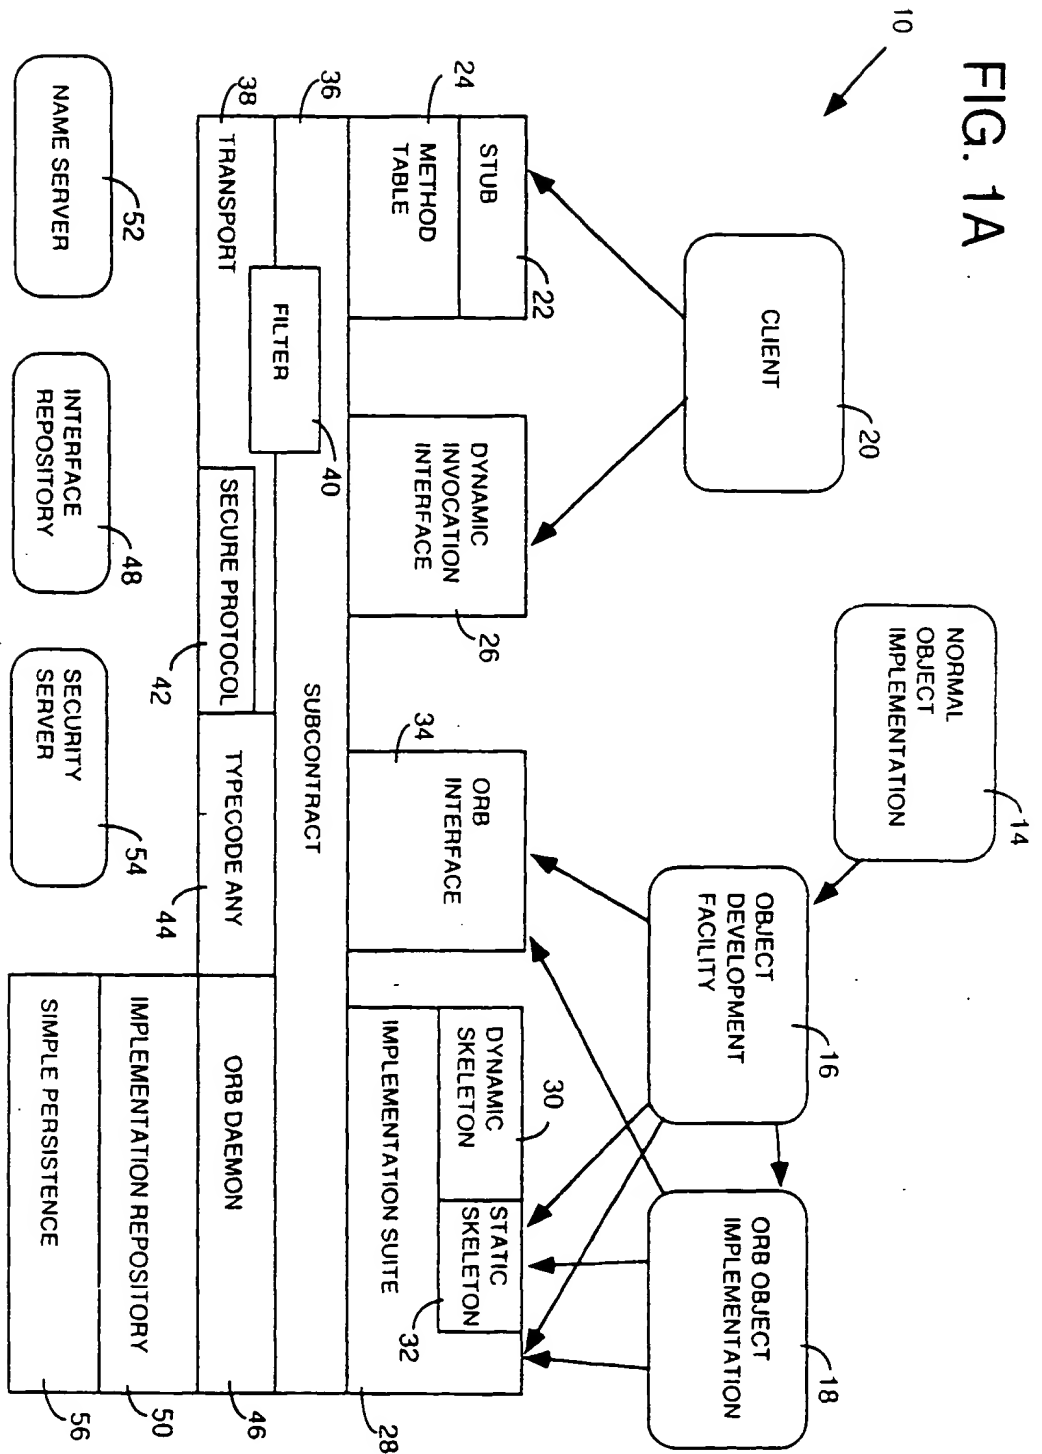 FIG. 1A
10
CLIENT
20
NORMAL
OBJECT
IMPLEMENTATION
14
OBJECT
DEVELOPMENT
FACILITY
16
ORB OBJECT
IMPLEMENTATION
18
STUB
22
24
METHOD
TABLE
DYNAMIC
INVOCATION
INTERFACE
26
34
ORB
INTERFACE
30
DYNAMIC
SKELETON
STATIC
SKELETON
32
IMPLEMENTATION SUITE
28
36
SUBCONTRACT
FILTER
40
38
TRANSPORT
SECURE PROTOCOL
42
TYPECODE ANY
44
ORB DAEMON
46
IMPLEMENTATION REPOSITORY
50
SIMPLE PERSISTENCE
56
NAME SERVER
52
INTERFACE
REPOSITORY
48
SECURITY
SERVER
54